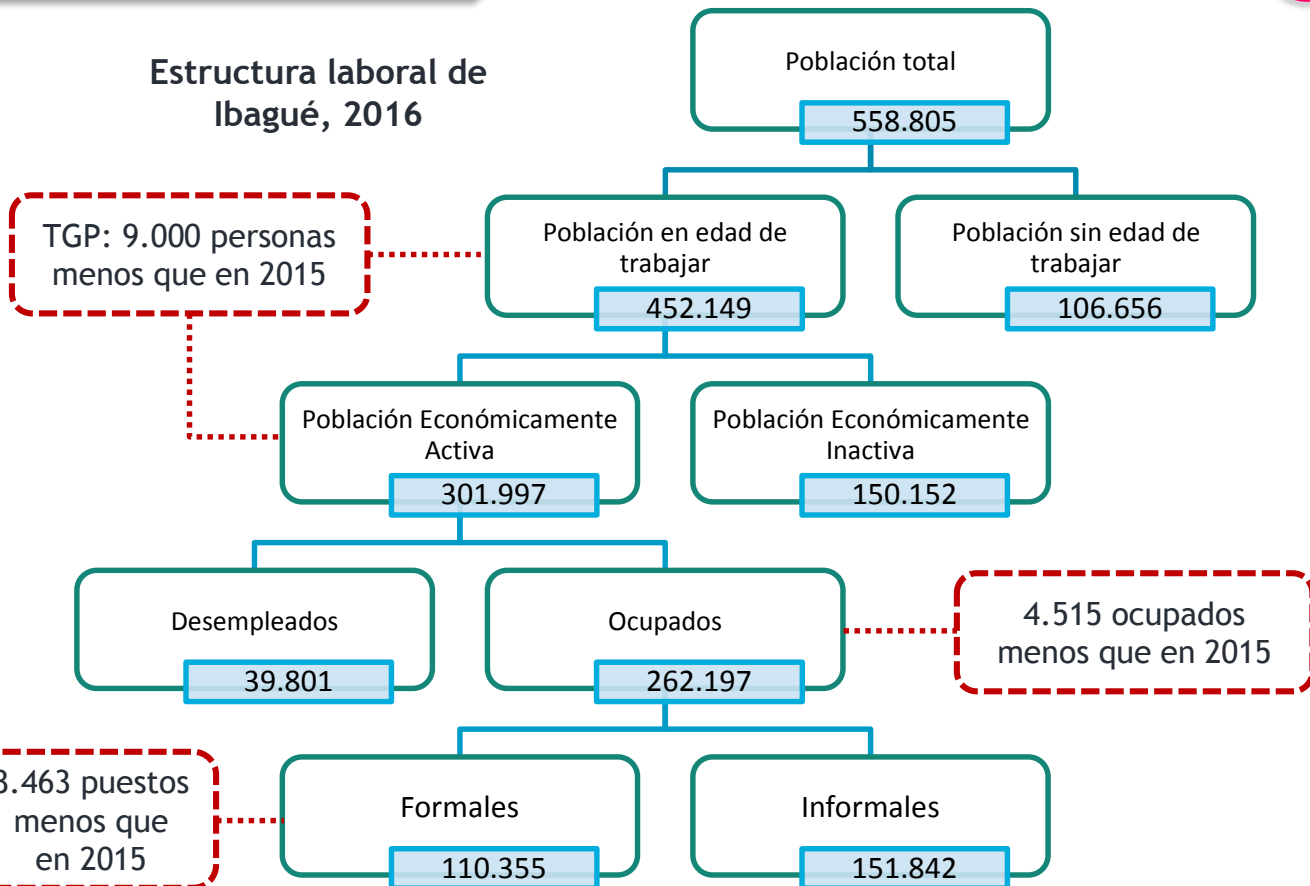 Estructura laboral de
Ibagué, 2016
Población total
558.805
TGP: 9.000 personas
menos que en 2015
Población en edad de
trabajar
452.149
Población sin edad de
trabajar
106.656
Población Económicamente
Activa
301.997
Población Económicamente
Inactiva
150.152
Desempleados
39.801
Ocupados
262.197
4.515 ocupados
menos que en 2015
3.463 puestos
menos que
en 2015
Formales
110.355
Informales
151.842